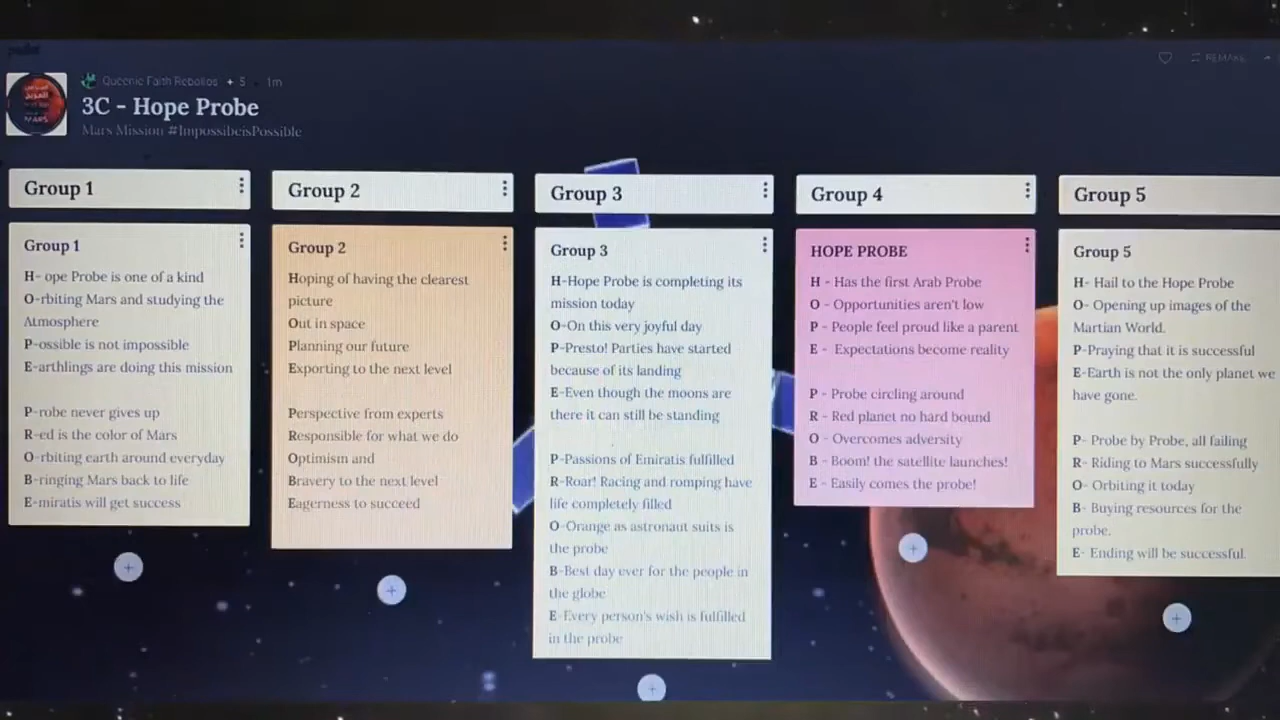 padlet
Queenie Faith Rebollos + 5 1m
3C - Hope Probe
Mars Mission #ImpossibeisPossible
REMAKE
MARS
Group 1
Group 1
H- ope Probe is one of a kind
O-rbiting Mars and studying the
Atmosphere
P-ossible is not impossible
E-arthlings are doing this mission
P-robe never gives up
R-ed is the color of Mars
O-rbiting earth around everyday
B-ringing Mars back to life
E-miratis will get success
Group 2
Group 2
Hoping of having the clearest
picture
Out in space
Planning our future
Exporting to the next level
Perspective from experts
Responsible for what we do
Optimism and
Bravery to the next level
Eagerness to succeed
Group 3
Group 3
H-Hope Probe is completing its
mission today
O-On this very joyful day
P-Presto! Parties have started
because of its landing
E-Even though the moons are
there it can still be standing
P-Passions of Emiratis fulfilled
R-Roar! Racing and romping have
life completely filled
O-Orange as astronaut suits is
the probe
B-Best day ever for the people in
the globe
E-Every person's wish is fulfilled
in the probe
Group 4
HOPE PROBE
H - Has the first Arab Probe
O - Opportunities aren't low
P - People feel proud like a parent
E - Expectations become reality
P - Probe circling around
R - Red planet no hard bound
O - Overcomes adversity
B - Boom! the satellite launches!
E - Easily comes the probe!
Group 5
Group 5
H- Hail to the Hope Probe
O- Opening up images of the
Martian World.
P-Praying that it is successful
E-Earth is not the only planet we
have gone.
P- Probe by Probe, all failing
R- Riding to Mars successfully
O- Orbiting it today
B- Buying resources for the
probe.
E- Ending will be successful.